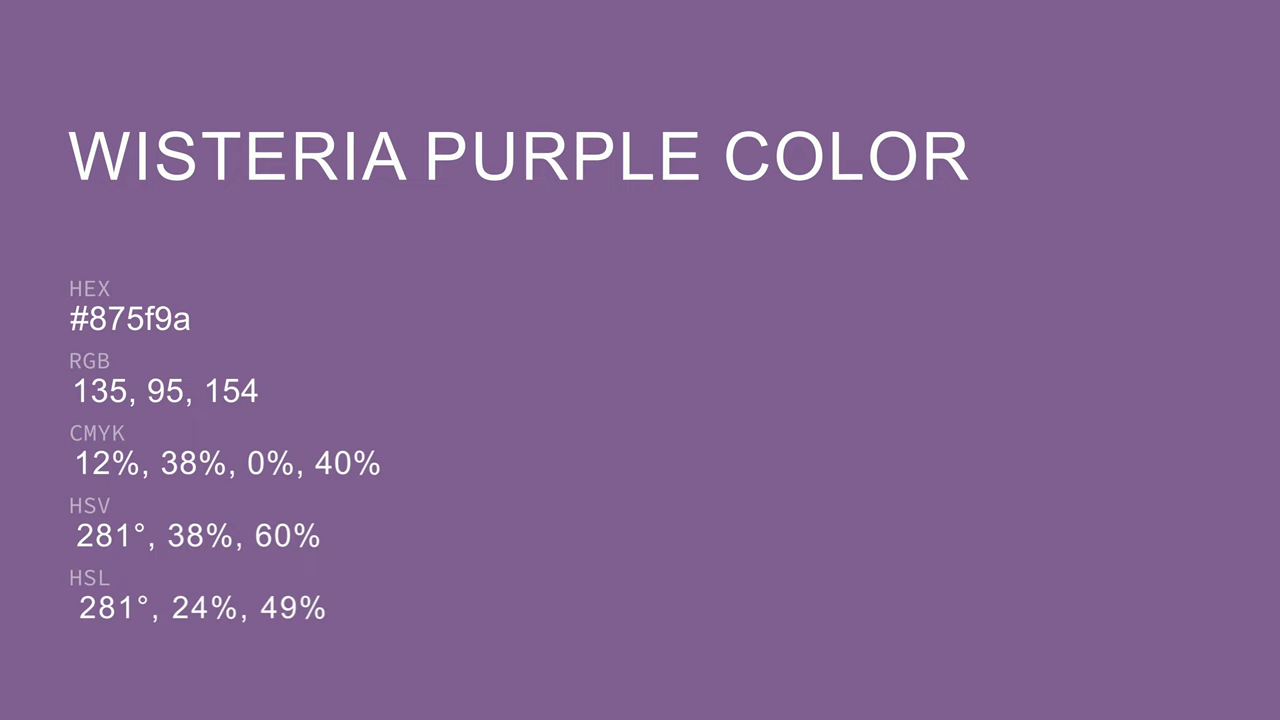 WISTERIA PURPLE COLOR
HEX
#875f9a
RGB
135, 95, 154
CMYK
12%, 38%, 0%, 40%
HSV
281°, 38%, 60%
HSL
281°, 24%, 49%